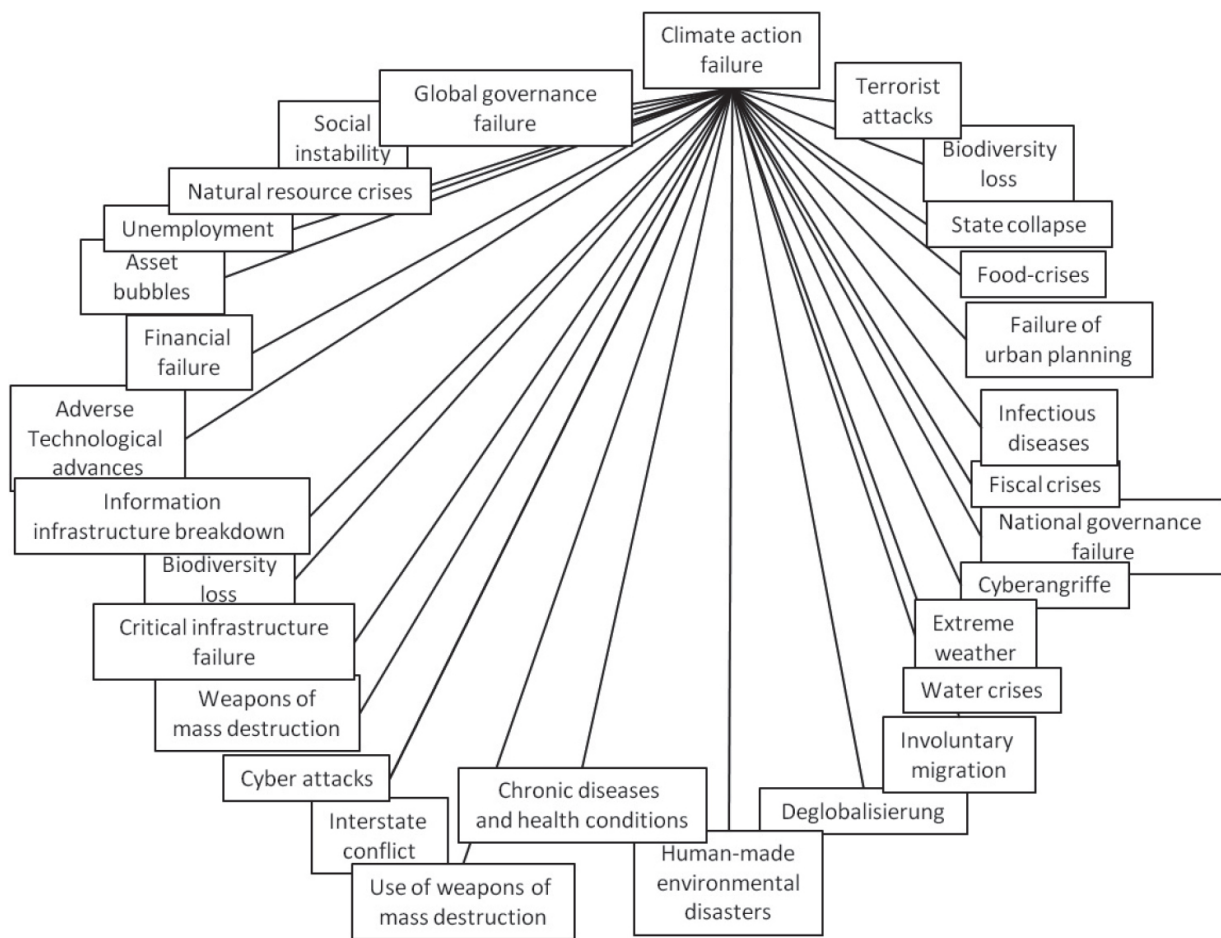 Climate action
failure
Global governance
failure
Terrorist
attacks
Social
instability
Biodiversity
loss
Natural resource crises
State collapse
Unemployment
Asset
bubbles
Food-crises
Financial
failure
Failure of
urban planning
Adverse
Technological
advances
Infectious
diseases
Information
infrastructure breakdown
Fiscal crises
National governance
failure
Biodiversity
loss
Cyberangriffe
Critical infrastructure
failure
Extreme
weather
Weapons of
mass destruction
Water crises
Involuntary
migration
Cyber attacks
Chronic diseases
and health conditions
Deglobalisierung
Interstate
conflict
Human-made
environmental
disasters
Use of weapons of
mass destruction